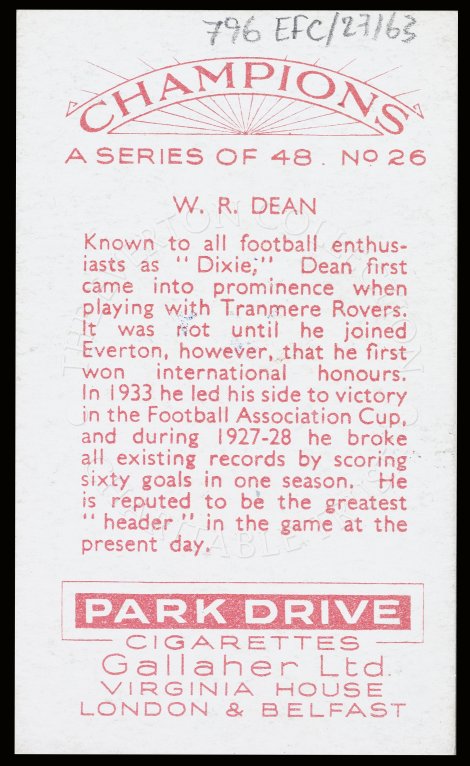 796 EFC/27/63
CHAMPIONS
A SERIES OF 48. No 26
W. R. DEAN
Known to all football enthus-
iasts as "Dixie," Dean first
came into prominence when
playing with Tranmere Rovers.
It was not until he joined
Everton, however, that he first
won international honours.
In 1933 he led his side to victory
in the Football Association Cup,
and during 1927-28 he broke
all existing records by scoring
sixty goals in one season. He
is reputed to be the greatest
"header" in the game at the
present day.
PARK DRIVE
CIGARETTES
Gallaher Ltd.
VIRGINIA HOUSE
LONDON & BELFAST